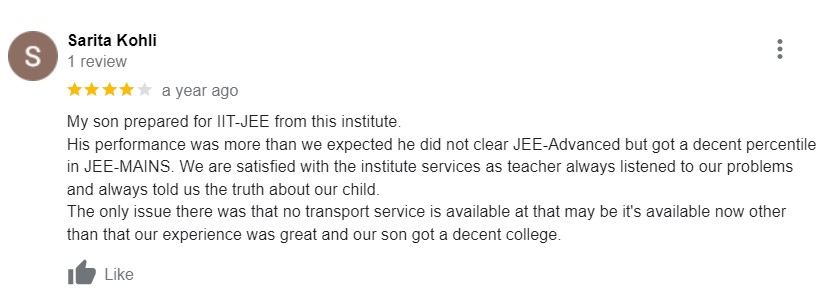 S
Sarita Kohli
1 review
a year ago
My son prepared for IIT-JEE from this institute.
His performance was more than we expected he did not clear JEE-Advanced but got a decent percentile
in JEE-MAINS. We are satisfied with the institute services as teacher always listened to our problems
and always told us the truth about our child.
The only issue there was that no transport service is available at that may be it's available now other
than that our experience was great and our son got a decent college.
Like